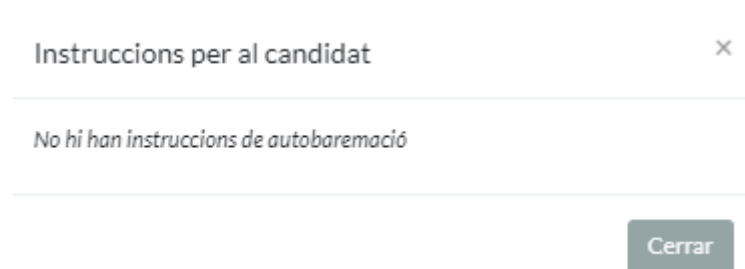 Instruccions per al candidat ×
No hi han instruccions de autobaremació
Cerrar